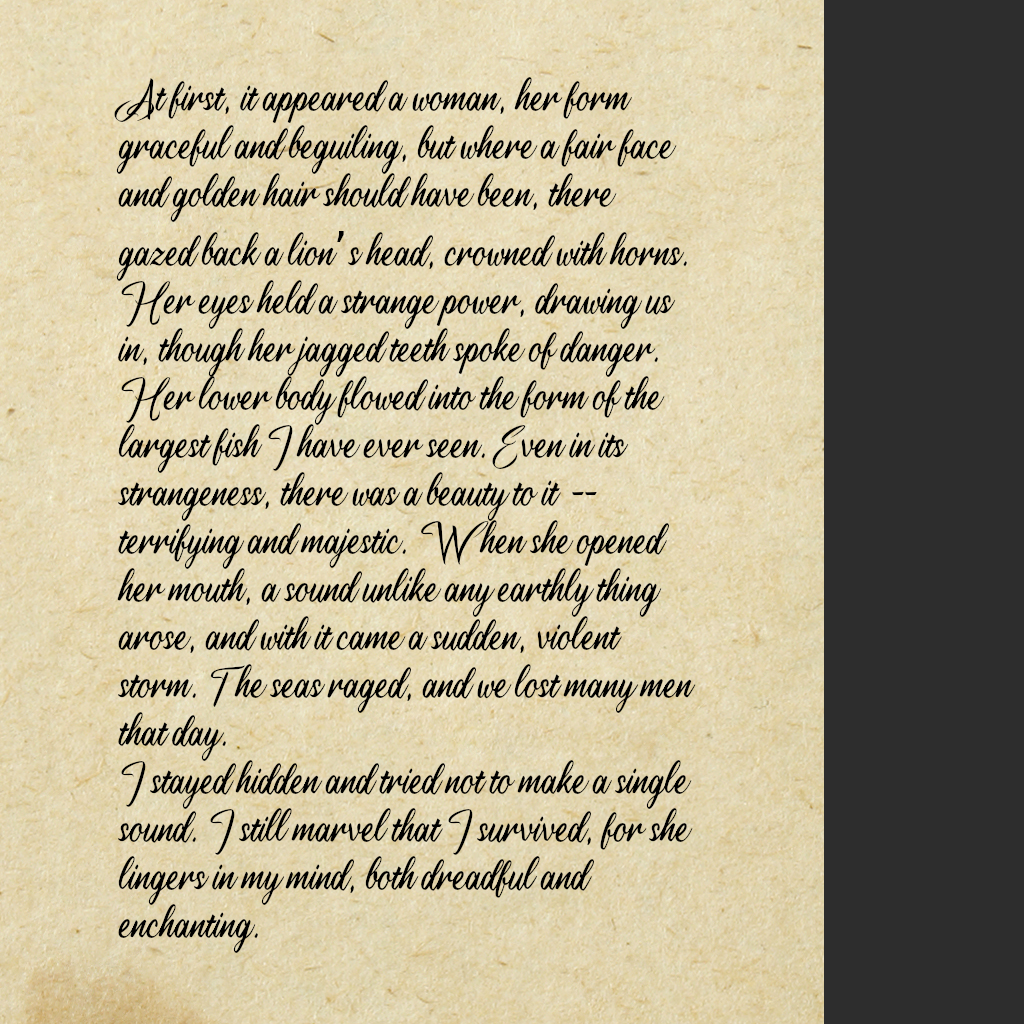 At first, it appeared a woman, her form
graceful and beguiling, but where a fair face
and golden hair should have been, there
gazed back a lion's head, crowned with horns.
Her eyes held a strange power, drawing us
in, though her jagged teeth spoke of danger.
Her lower body flowed into the form of the
largest fish I have ever seen. Even in its
strangeness, there was a beauty to it --
terrifying and majestic. When she opened
her mouth, a sound unlike any earthly thing
arose, and with it came a sudden, violent
storm. The seas raged, and we lost many men
that day.
I stayed hidden and tried not to make a single
sound. I still marvel that I survived, for she
lingers in my mind, both dreadful and
enchanting.